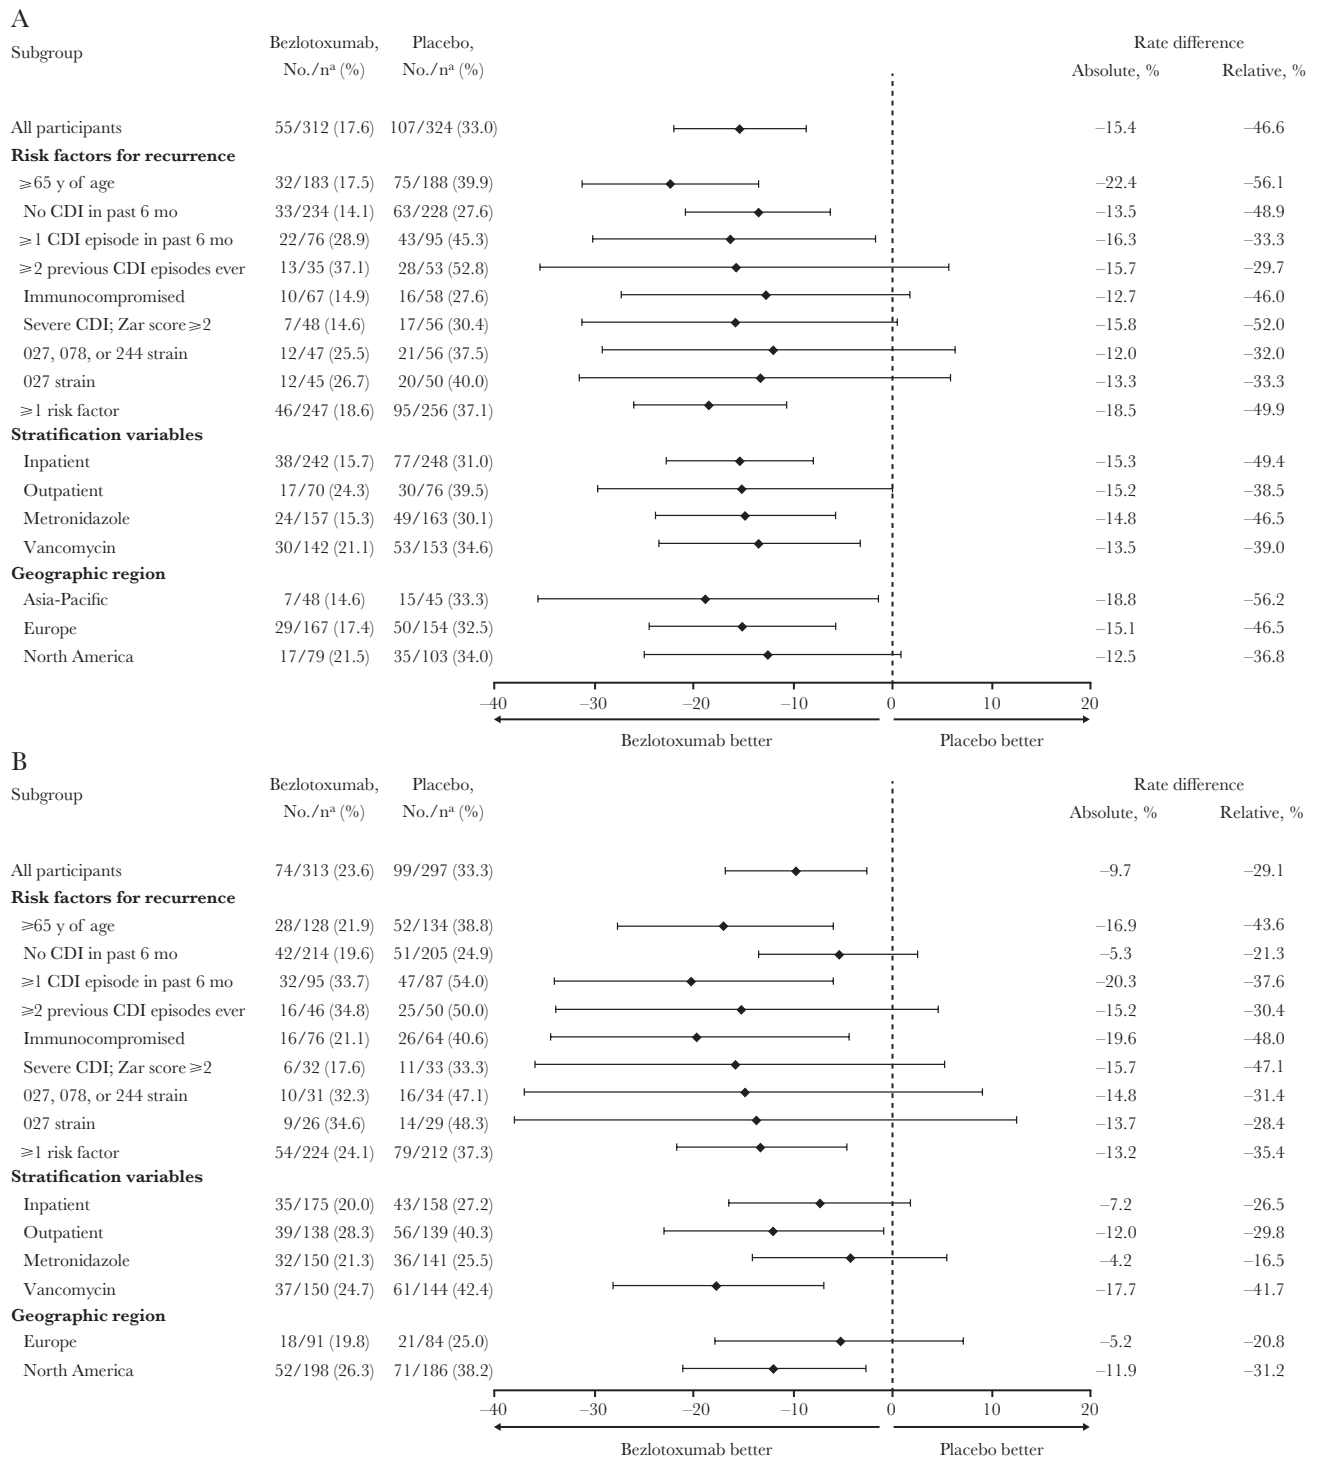 A
Subgroup Bezlotoxumab, No./nᵃ (%) Placebo, No./nᵃ (%) Rate difference Absolute, % Relative, %
All participants 55/312 (17.6) 107/324 (33.0) –15.4 –46.6
Risk factors for recurrence
≥65 y of age 32/183 (17.5) 75/188 (39.9) –22.4 –56.1
No CDI in past 6 mo 33/234 (14.1) 63/228 (27.6) –13.5 –48.9
≥1 CDI episode in past 6 mo 22/76 (28.9) 43/95 (45.3) –16.3 –33.3
≥2 previous CDI episodes ever 13/35 (37.1) 28/53 (52.8) –15.7 –29.7
Immunocompromised 10/67 (14.9) 16/58 (27.6) –12.7 –46.0
Severe CDI; Zar score≥2 7/48 (14.6) 17/56 (30.4) –15.8 –52.0
027, 078, or 244 strain 12/47 (25.5) 21/56 (37.5) –12.0 –32.0
027 strain 12/45 (26.7) 20/50 (40.0) –13.3 –33.3
≥1 risk factor 46/247 (18.6) 95/256 (37.1) –18.5 –49.9
Stratification variables
Inpatient 38/242 (15.7) 77/248 (31.0) –15.3 –49.4
Outpatient 17/70 (24.3) 30/76 (39.5) –15.2 –38.5
Metronidazole 24/157 (15.3) 49/163 (30.1) –14.8 –46.5
Vancomycin 30/142 (21.1) 53/153 (34.6) –13.5 –39.0
Geographic region
Asia-Pacific 7/48 (14.6) 15/45 (33.3) –18.8 –56.2
Europe 29/167 (17.4) 50/154 (32.5) –15.1 –46.5
North America 17/79 (21.5) 35/103 (34.0) –12.5 –36.8
–40 –30 –20 –10 0 10 20
Bezlotoxumab better Placebo better
B
Subgroup Bezlotoxumab, No./nᵃ (%) Placebo, No./nᵃ (%) Rate difference Absolute, % Relative, %
All participants 74/313 (23.6) 99/297 (33.3) –9.7 –29.1
Risk factors for recurrence
≥65 y of age 28/128 (21.9) 52/134 (38.8) –16.9 –43.6
No CDI in past 6 mo 42/214 (19.6) 51/205 (24.9) –5.3 –21.3
≥1 CDI episode in past 6 mo 32/95 (33.7) 47/87 (54.0) –20.3 –37.6
≥2 previous CDI episodes ever 16/46 (34.8) 25/50 (50.0) –15.2 –30.4
Immunocompromised 16/76 (21.1) 26/64 (40.6) –19.6 –48.0
Severe CDI; Zar score≥2 6/32 (17.6) 11/33 (33.3) –15.7 –47.1
027, 078, or 244 strain 10/31 (32.3) 16/34 (47.1) –14.8 –31.4
027 strain 9/26 (34.6) 14/29 (48.3) –13.7 –28.4
≥1 risk factor 54/224 (24.1) 79/212 (37.3) –13.2 –35.4
Stratification variables
Inpatient 35/175 (20.0) 43/158 (27.2) –7.2 –26.5
Outpatient 39/138 (28.3) 56/139 (40.3) –12.0 –29.8
Metronidazole 32/150 (21.3) 36/141 (25.5) –4.2 –16.5
Vancomycin 37/150 (24.7) 61/144 (42.4) –17.7 –41.7
Geographic region
Europe 18/91 (19.8) 21/84 (25.0) –5.2 –20.8
North America 52/198 (26.3) 71/186 (38.2) –11.9 –31.2
–40 –30 –20 –10 0 10 20
Bezlotoxumab better Placebo better